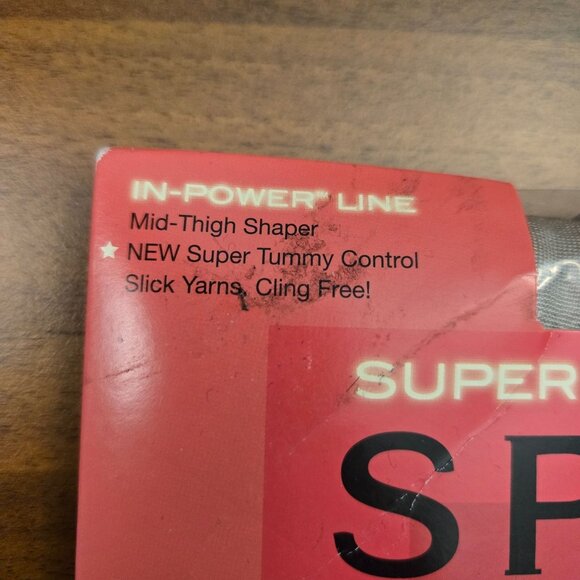 IN-POWER™ LINE
Mid-Thigh Shaper
NEW Super Tummy Control
Slick Yarns, Cling Free!
SUPER
SP